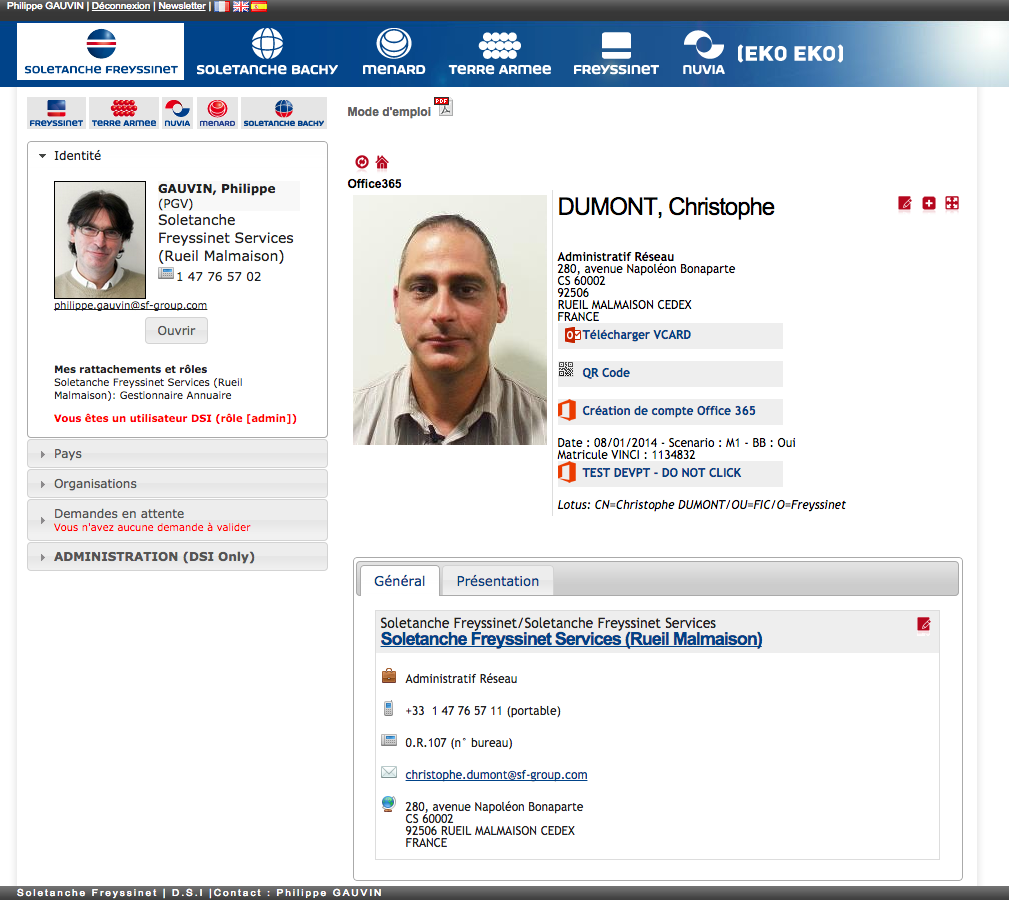 Philippe GAUVIN | Déconnexion | Newsletter |
SOLETANCHE FREYSSINET
SOLETANCHE BACHY
MENARD
TERRE ARMEE
FREYSSINET
NUVIA
(EKO EKO)
FREYSSINET
TERRE ARMEE
NUVIA
MENARD
SOLETANCHE BACHY
Mode d'emploi
PDF
Identité
GAUVIN, Philippe
(PGV)
Soletanche
Freyssinet Services
(Rueil Malmaison)
1 47 76 57 02
philippe.gauvin@sf-group.com
Ouvrir
Mes rattachements et rôles
Soletanche Freyssinet Services (Rueil
Malmaison): Gestionnaire Annuaire
Vous êtes un utilisateur DSI (rôle [admin])
Pays
Organisations
Demandes en attente
Vous n'avez aucune demande à valider
ADMINISTRATION (DSI Only)
Office365
DUMONT, Christophe
Administratif Réseau
280, avenue Napoléon Bonaparte
CS 60002
92506
RUEIL MALMAISON CEDEX
FRANCE
Télécharger VCARD
QR Code
Création de compte Office 365
Date : 08/01/2014 - Scenario : M1 - BB : Oui
Matricule VINCI : 1134832
TEST DEVPT - DO NOT CLICK
Lotus: CN=Christophe DUMONT/OU=FIC/O=Freyssinet
Général
Présentation
Soletanche Freyssinet/Soletanche Freyssinet Services
Soletanche Freyssinet Services (Rueil Malmaison)
Administratif Réseau
+33 1 47 76 57 11 (portable)
0.R.107 (n° bureau)
christophe.dumont@sf-group.com
280, avenue Napoléon Bonaparte
CS 60002
92506 RUEIL MALMAISON CEDEX
FRANCE
Soletanche Freyssinet | D.S.I |Contact : Philippe GAUVIN